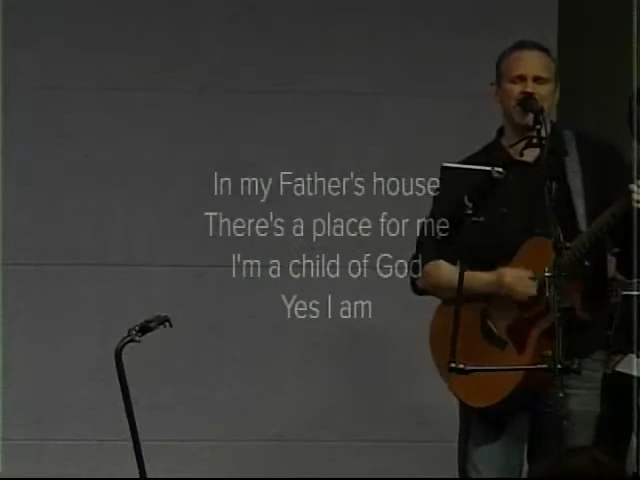 In my Father's house
There's a place for me
I'm a child of God
Yes I am